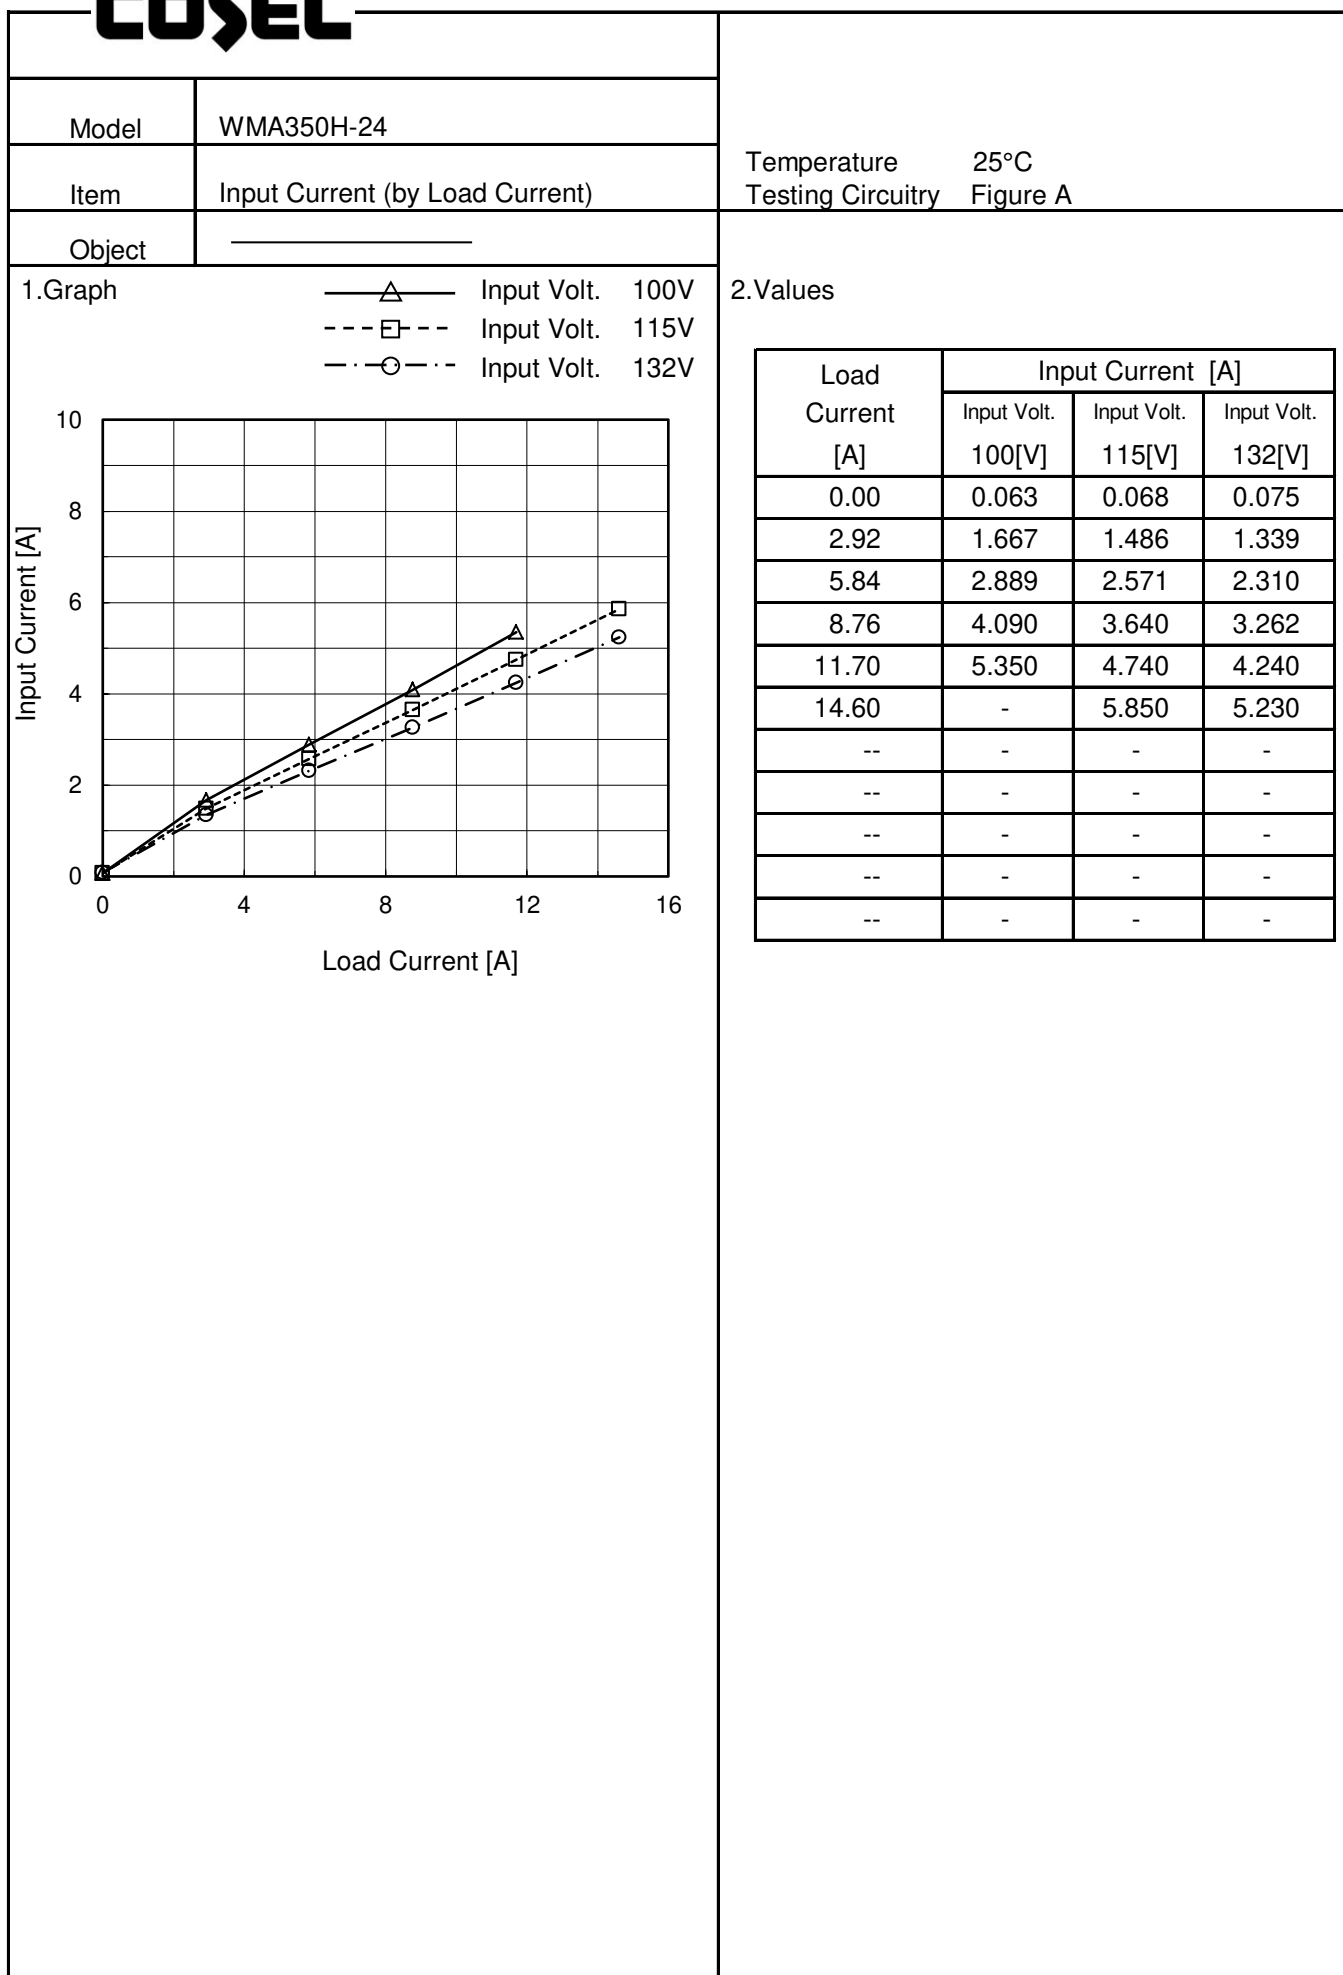 COSEL
Model WMA350H-24
Item Input Current (by Load Current)
Temperature 25°C
Testing Circuitry Figure A
Object
1.Graph
Input Volt. 100V
Input Volt. 115V
Input Volt. 132V
10
8
6
4
2
0
Input Current [A]
0 4 8 12 16
Load Current [A]
2.Values
Load Current [A] Input Current [A]
Input Volt. Input Volt. Input Volt.
100[V] 115[V] 132[V]
0.00 0.063 0.068 0.075
2.92 1.667 1.486 1.339
5.84 2.889 2.571 2.310
8.76 4.090 3.640 3.262
11.70 5.350 4.740 4.240
14.60 - 5.850 5.230
-- - - -
-- - - -
-- - - -
-- - - -
-- - - -